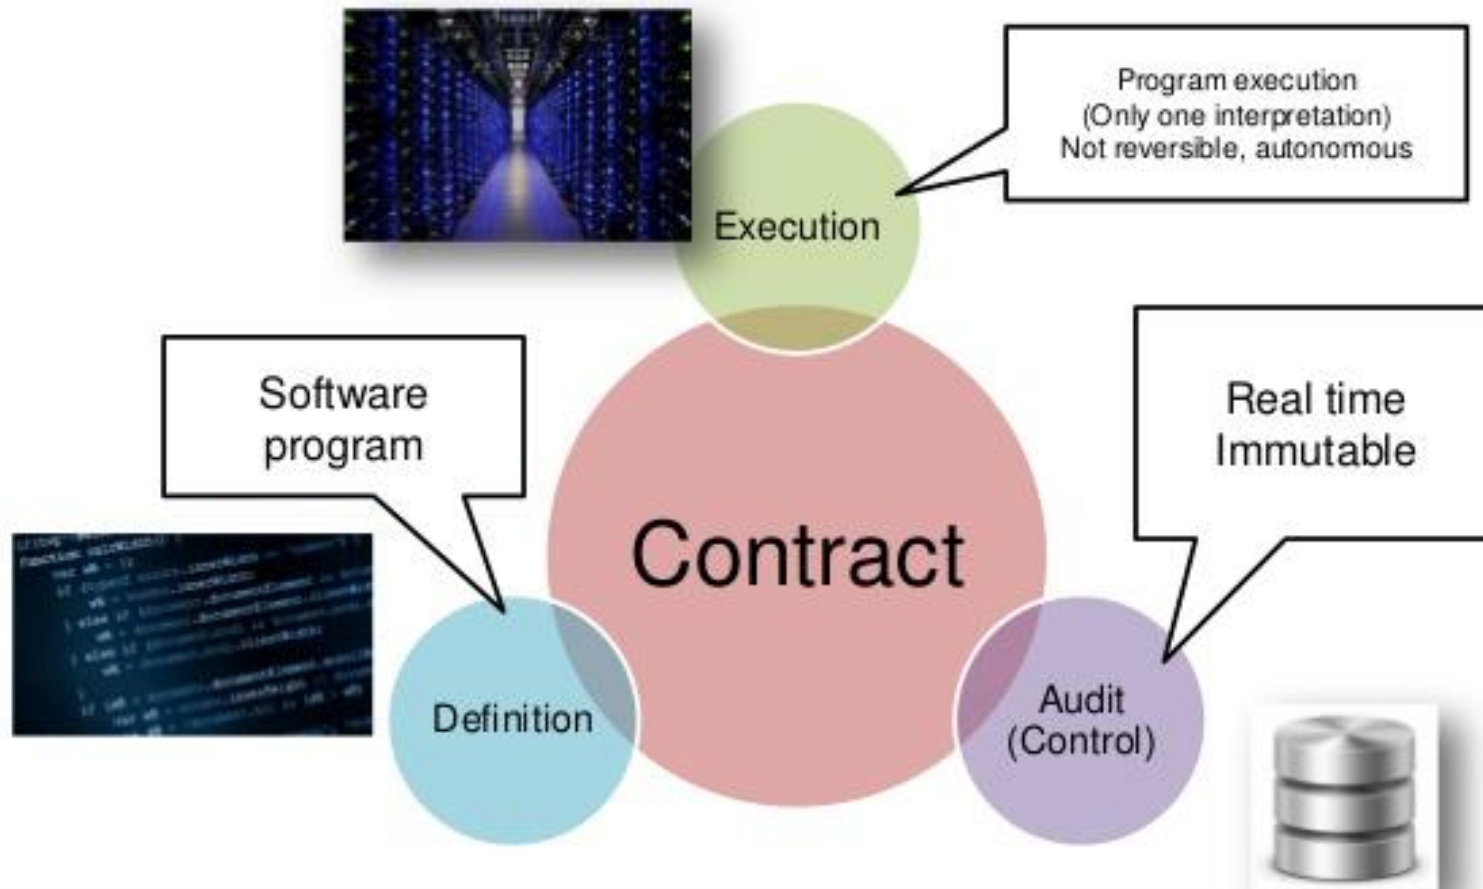 Program execution
(Only one interpretation)
Not reversible, autonomous
Execution
Software
program
Real time
Immutable
Contract
Definition
Audit
(Control)